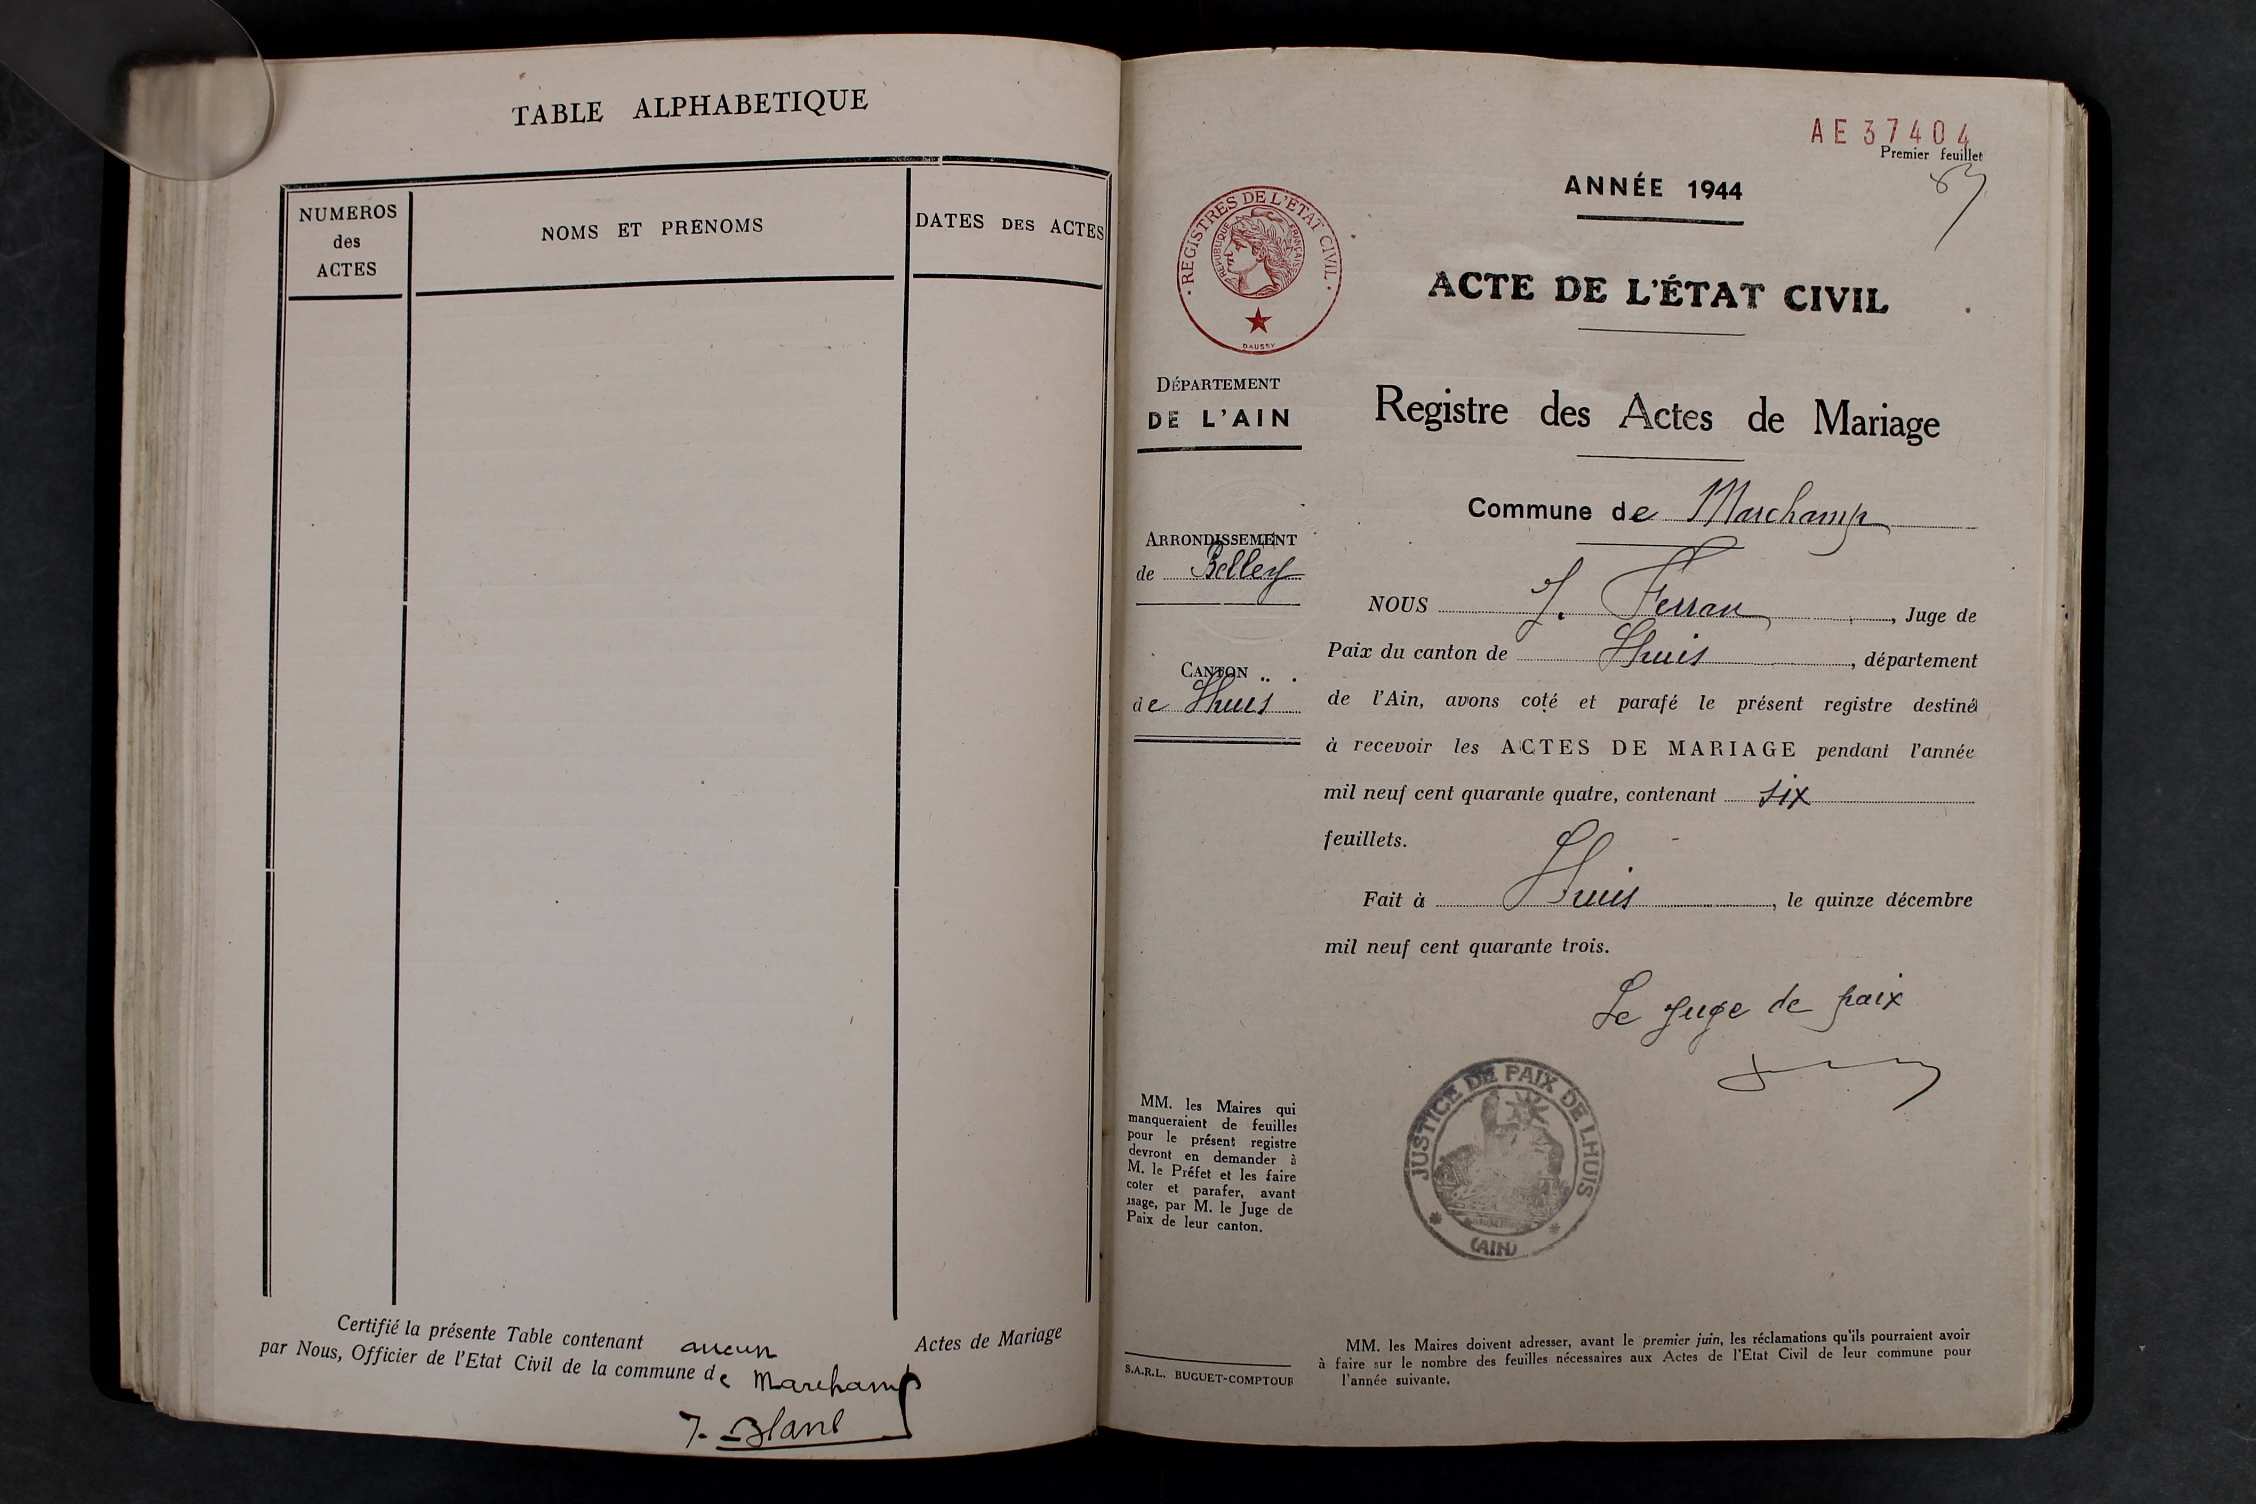 TABLE ALPHABETIQUE
NUMEROS
des
ACTES
NOMS ET PRENOMS
DATES DES ACTES
Certifié la présente Table contenant aucun Actes de Mariage
par Nous, Officier de l'Etat Civil de la commune de Marchamp
J. Blanc
AE37404
Premier feuillet
ANNÉE 1944
REGISTRES DE L'ETAT CIVIL
REPUBLIQUE FRANÇAISE
DAUSSY
ACTE DE L'ÉTAT CIVIL
DÉPARTEMENT
DE L'AIN
Registre des Actes de Mariage
Commune de Marchamp
ARRONDISSEMENT
de Belley
CANTON
de Lhuis
NOUS J. Ferran, Juge de
Paix du canton de Lhuis, département
de l'Ain, avons coté et parafé le présent registre destiné
à recevoir les ACTES DE MARIAGE pendant l'année
mil neuf cent quarante quatre, contenant six
feuillets.
Fait à Lhuis, le quinze décembre
mil neuf cent quarante trois.
Le Juge de paix
JUSTICE DE PAIX DE LHUIS
(AIN)
MM. les Maires qui
manqueraient de feuilles
pour le présent registre
devront en demander à
M. le Préfet et les faire
coter et parafer, avant
usage, par M. le Juge de
Paix de leur canton.
S.A.R.L. BUGUET-COMPTOUR
MM. les Maires doivent adresser, avant le premier juin, les réclamations qu'ils pourraient avoir
à faire sur le nombre des feuilles nécessaires aux Actes de l'Etat Civil de leur commune pour
l'année suivante.